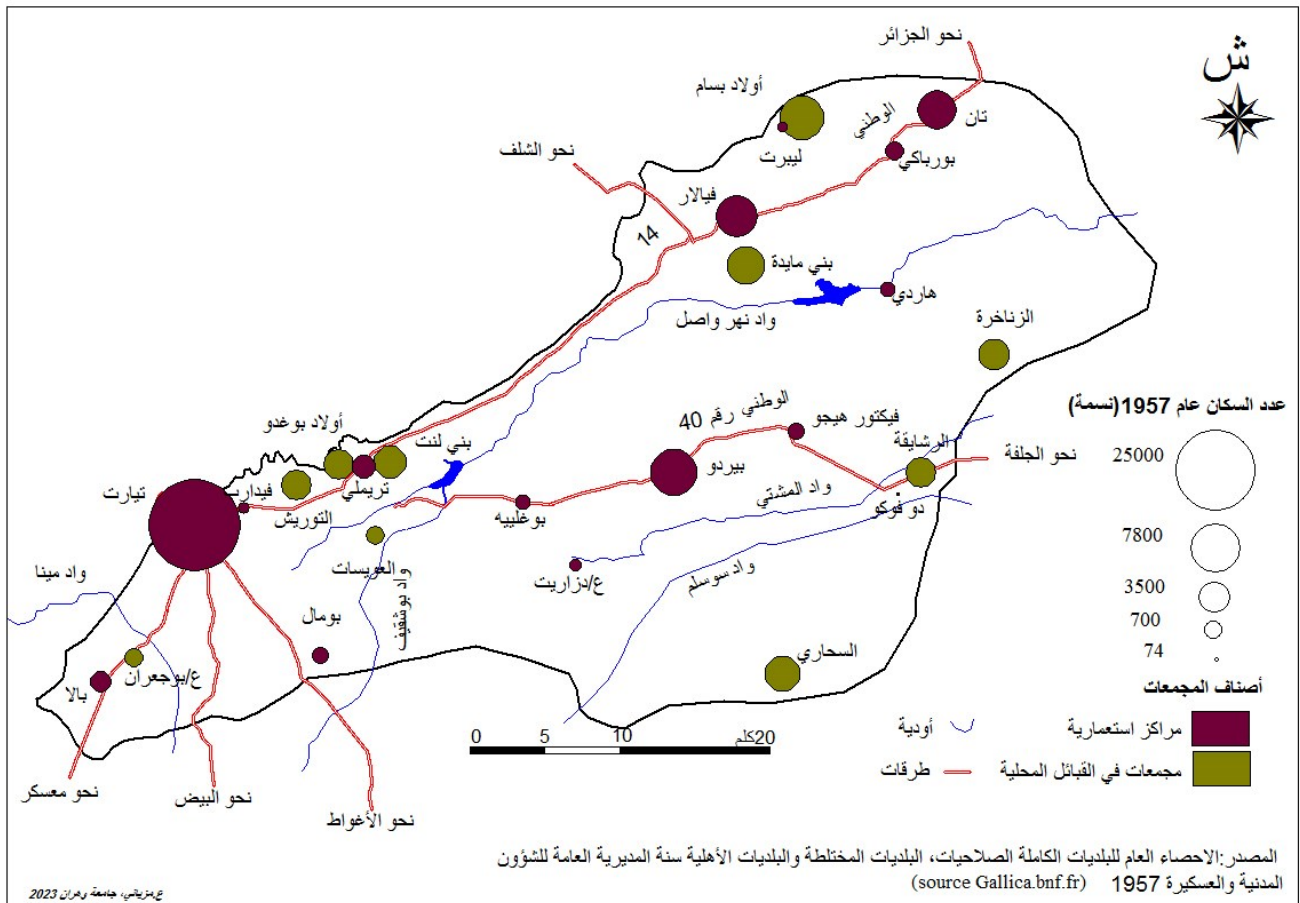 نحو الجزائر
ش
أولاد بسام
الوطني
تان
ليبرت
بورباكي
نحو الشلف
فيالار
14
بني مايدة
هاردي
واد نهر واصل
الزناخرة
عدد السكان عام 1957(نسمة)
25000
7800
3500
700
74
الوطني رقم 40
فيكتور هيجو
الرشايقة
نحو الجلفة
أولاد بوغدو
بني لنت
بيردو
تيارت
فيدارب
تريملي
التوريش
بوغلييه
واد المشتي
دو فوكو
العويسات
ع/دزاريت
واد سوسلم
واد مينا
واد بوشقيف
بومال
ع/بوجعران
بالا
السحاري
أصناف المجمعات
مراكز استعمارية
أودية
مجمعات في القبائل المحلية
طرقات
0 5 10 20كلم
نحو معسكر
نحو البيض
نحو الأغواط
المصدر:الاحصاء العام للبلديات الكاملة الصلاحيات، البلديات المختلطة والبلديات الأهلية سنة المديرية العامة للشؤون
المدنية والعسكيرة 1957 (source Gallica.bnf.fr)
ع.مزياني، جامعة وهران 2023